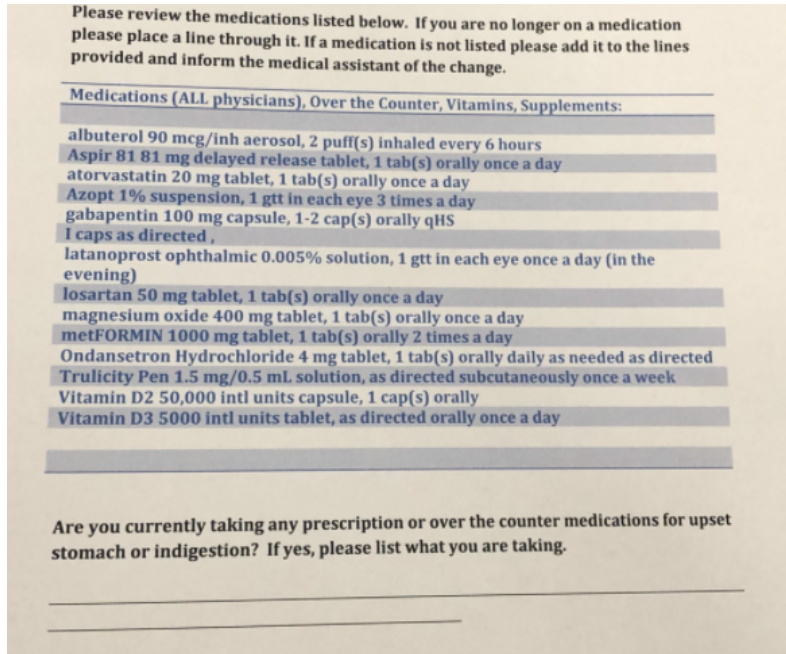 Please review the medications listed below. If you are no longer on a medication
please place a line through it. If a medication is not listed please add it to the lines
provided and inform the medical assistant of the change.
Medications (ALL physicians), Over the Counter, Vitamins, Supplements:
albuterol 90 mcg/inh aerosol, 2 puff(s) inhaled every 6 hours
Aspir 81 81 mg delayed release tablet, 1 tab(s) orally once a day
atorvastatin 20 mg tablet, 1 tab(s) orally once a day
Azopt 1% suspension, 1 gtt in each eye 3 times a day
gabapentin 100 mg capsule, 1-2 cap(s) orally qHS
I caps as directed ,
latanoprost ophthalmic 0.005% solution, 1 gtt in each eye once a day (in the
evening)
losartan 50 mg tablet, 1 tab(s) orally once a day
magnesium oxide 400 mg tablet, 1 tab(s) orally once a day
metFORMIN 1000 mg tablet, 1 tab(s) orally 2 times a day
Ondansetron Hydrochloride 4 mg tablet, 1 tab(s) orally daily as needed as directed
Trulicity Pen 1.5 mg/0.5 mL solution, as directed subcutaneously once a week
Vitamin D2 50,000 intl units capsule, 1 cap(s) orally
Vitamin D3 5000 intl units tablet, as directed orally once a day
Are you currently taking any prescription or over the counter medications for upset
stomach or indigestion? If yes, please list what you are taking.